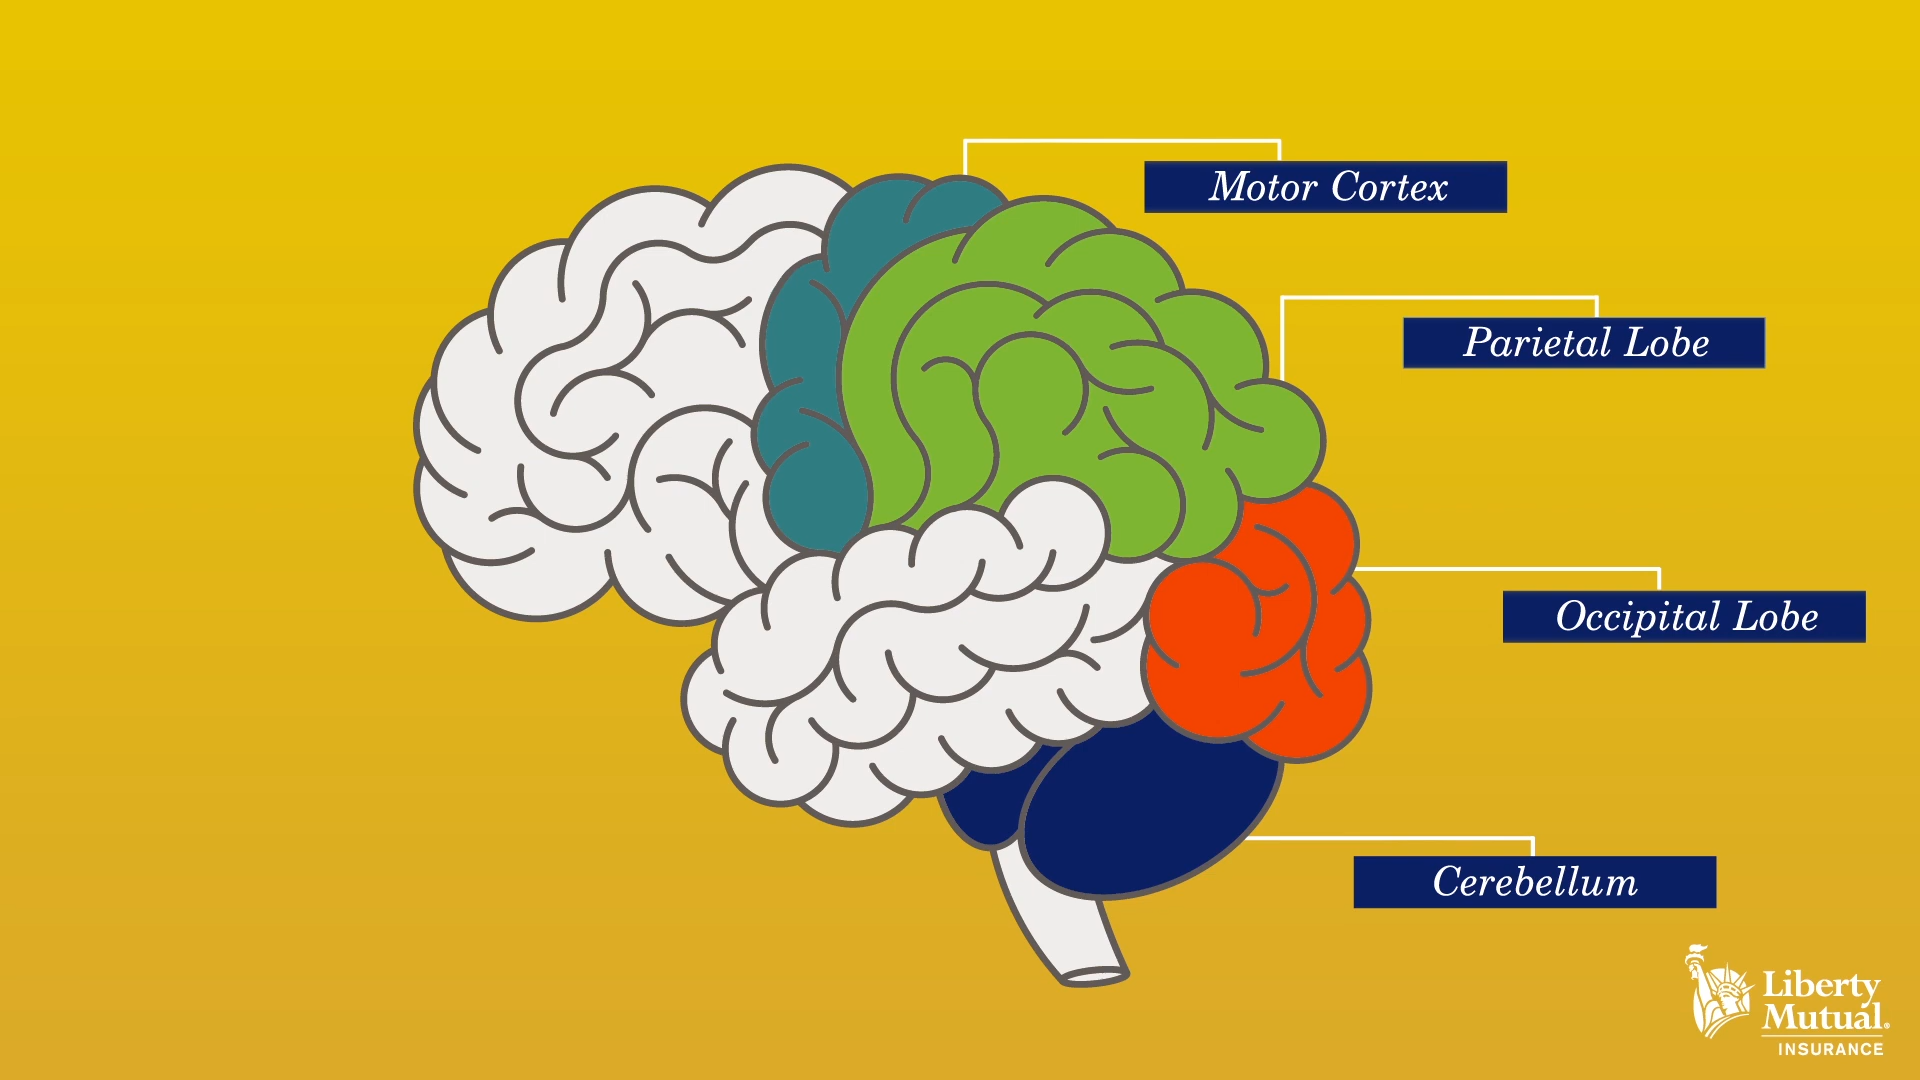 Motor Cortex
Parietal Lobe
Occipital Lobe
Cerebellum
Liberty
Mutual®
INSURANCE